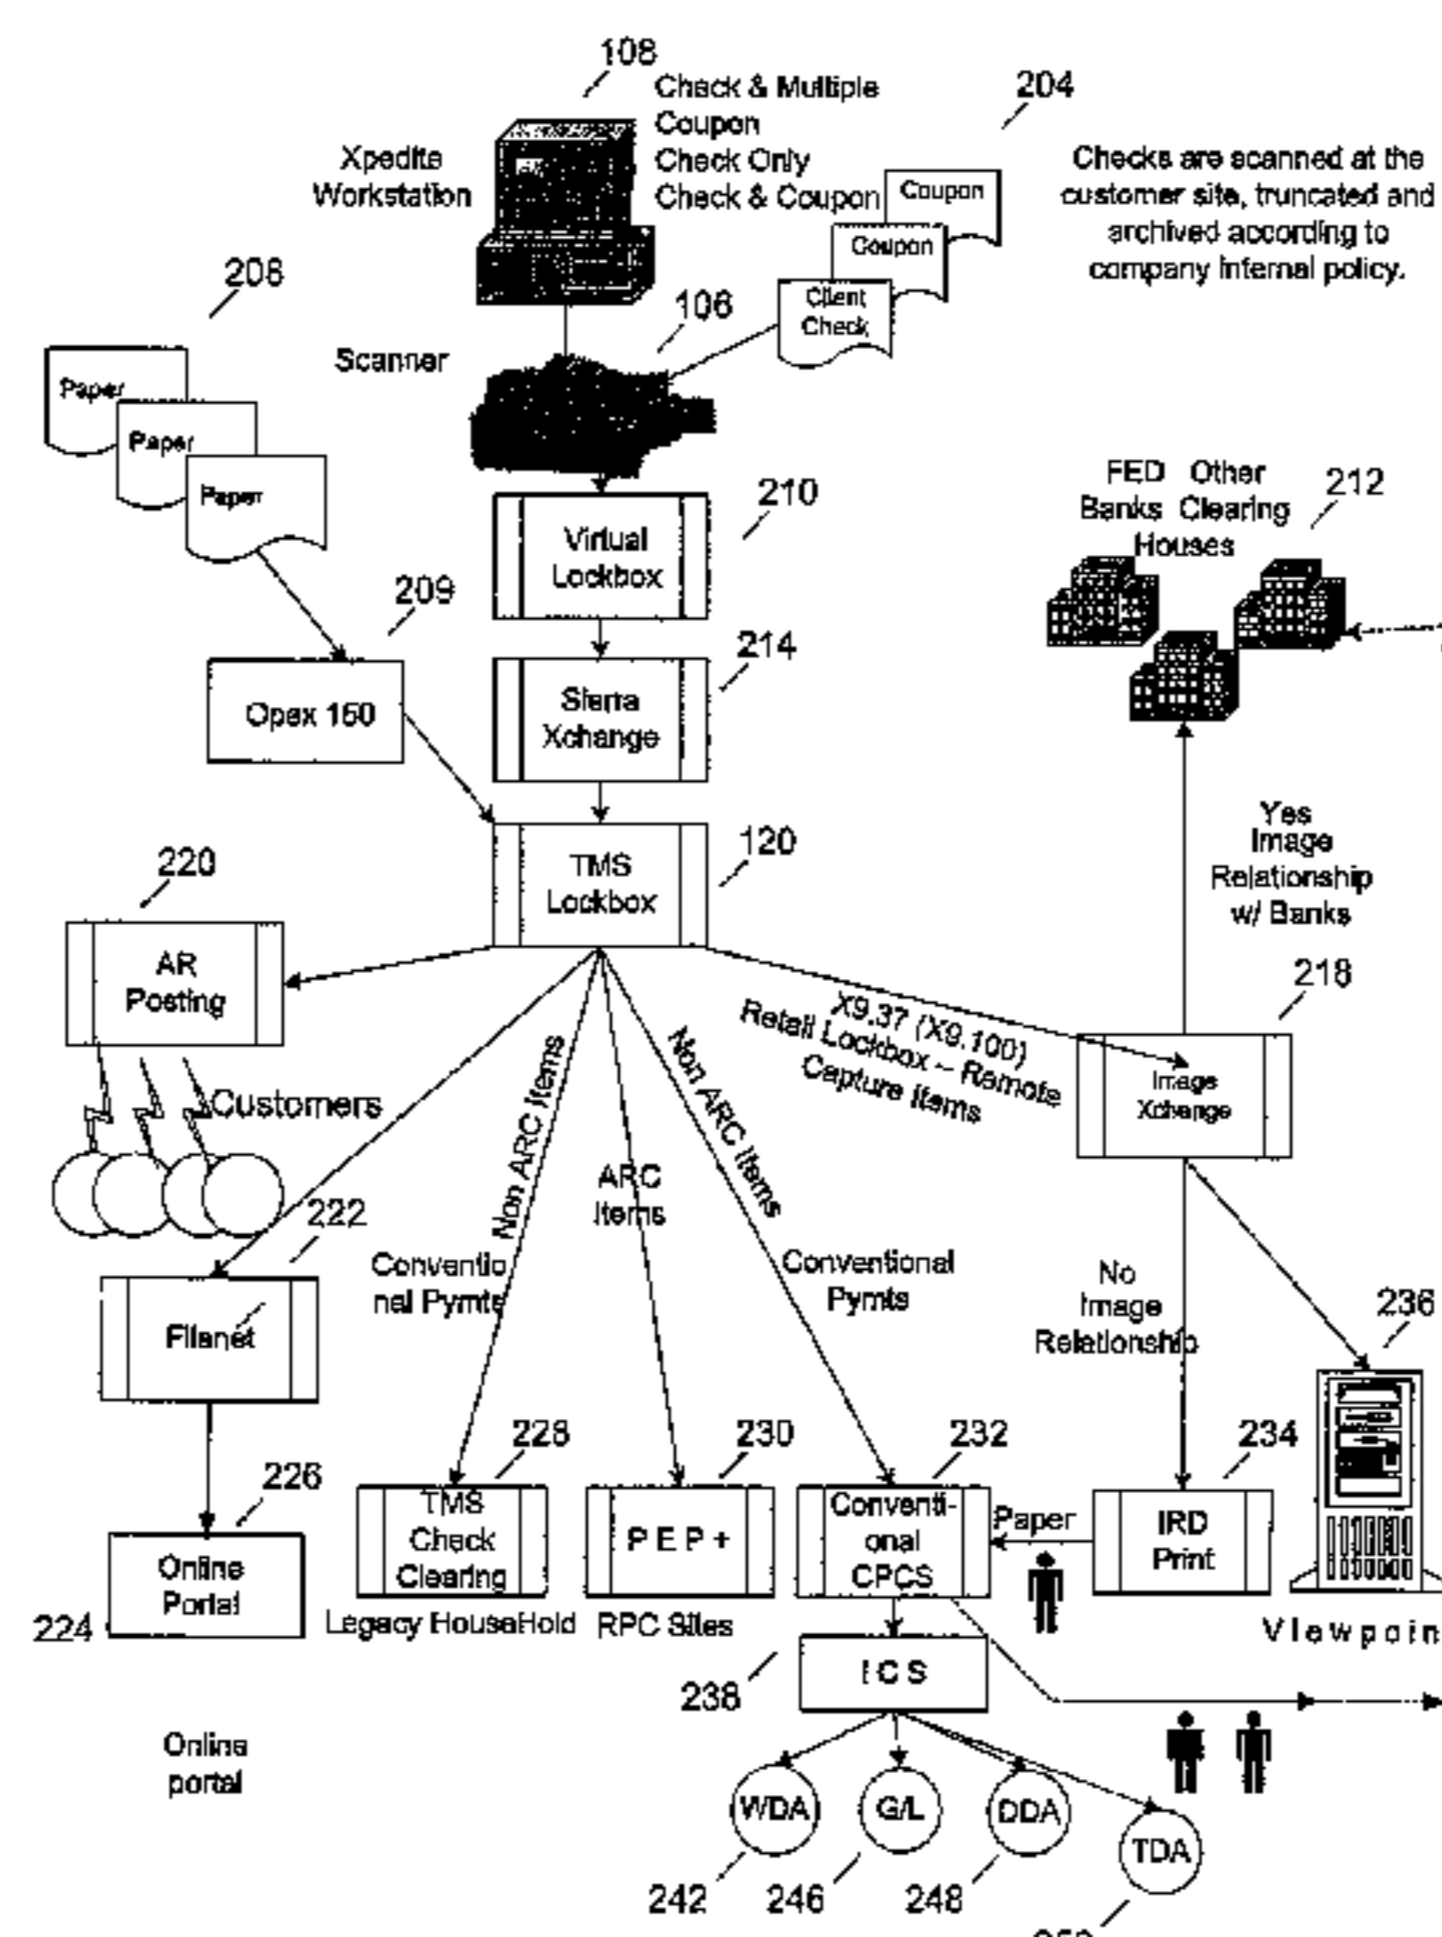 108
Check & Multiple
Coupon
Check Only
Check & Coupon
204
Xpedite
Workstation
Coupon
Coupon
Client
Check
Checks are scanned at the
customer site, truncated and
archived according to
company internal policy.
208
106
Scanner
Paper
Paper
Paper
FED Other
Banks Clearing
Houses
212
210
Virtual
Lockbox
209
214
Sierra
Xchange
Opex 150
Yes
Image
Relationship
w/ Banks
120
TMS
Lockbox
220
AR
Posting
218
X9.37 (X9.100)
Retail Lockbox – Remote
Capture Items
Image
Xchange
Non ARC Items
Non ARC Items
Customers
ARC
Items
222
Conventio
nal Pymts
Conventional
Pymts
No
Image
Relationship
236
Filenet
228
230
232
234
226
TMS
Check
Clearing
P E P +
Conventi-
onal
CPCS
Paper
IRD
Print
Online
Portal
224
Legacy HouseHold
RPC Sites
Viewpoin
238
I C S
Online
portal
WDA
G/L
DDA
TDA
242
246
248